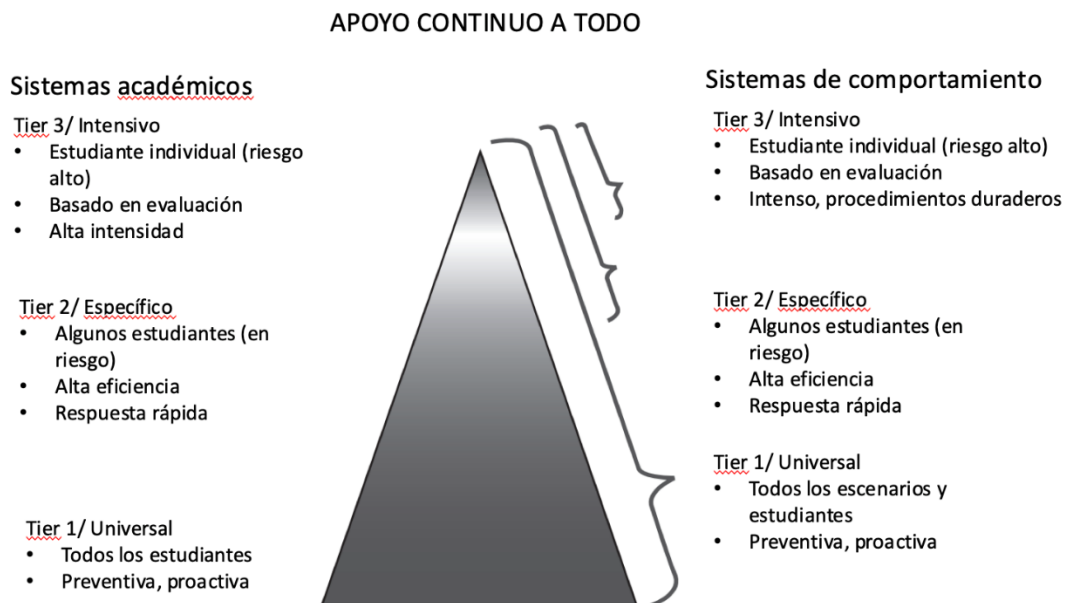 APOYO CONTINUO A TODO
Sistemas académicos
Tier 3/ Intensivo
• Estudiante individual (riesgo
alto)
• Basado en evaluación
• Alta intensidad
Tier 2/ Específico
• Algunos estudiantes (en
riesgo)
• Alta eficiencia
• Respuesta rápida
Tier 1/ Universal
• Todos los estudiantes
• Preventiva, proactiva
Sistemas de comportamiento
Tier 3/ Intensivo
• Estudiante individual (riesgo alto)
• Basado en evaluación
• Intenso, procedimientos duraderos
Tier 2/ Específico
• Algunos estudiantes (en
riesgo)
• Alta eficiencia
• Respuesta rápida
Tier 1/ Universal
• Todos los escenarios y
estudiantes
• Preventiva, proactiva